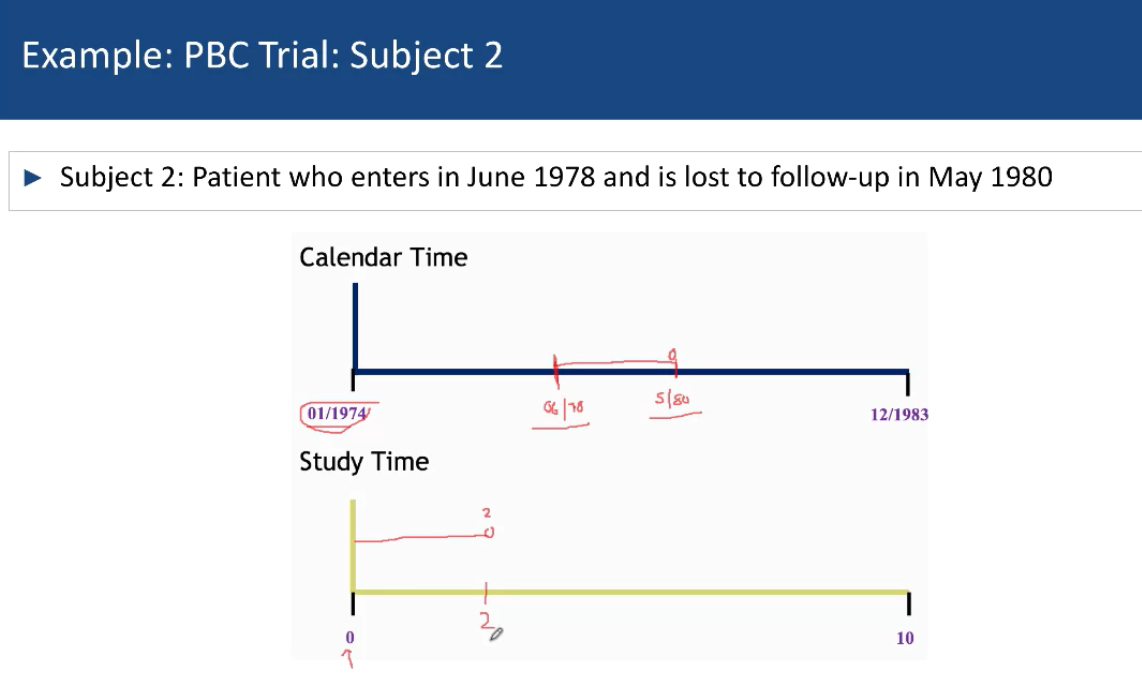 Example: PBC Trial: Subject 2
Subject 2: Patient who enters in June 1978 and is lost to follow-up in May 1980
Calendar Time
01/1974
06/78
5/80
12/1983
Study Time
2
2
0
10